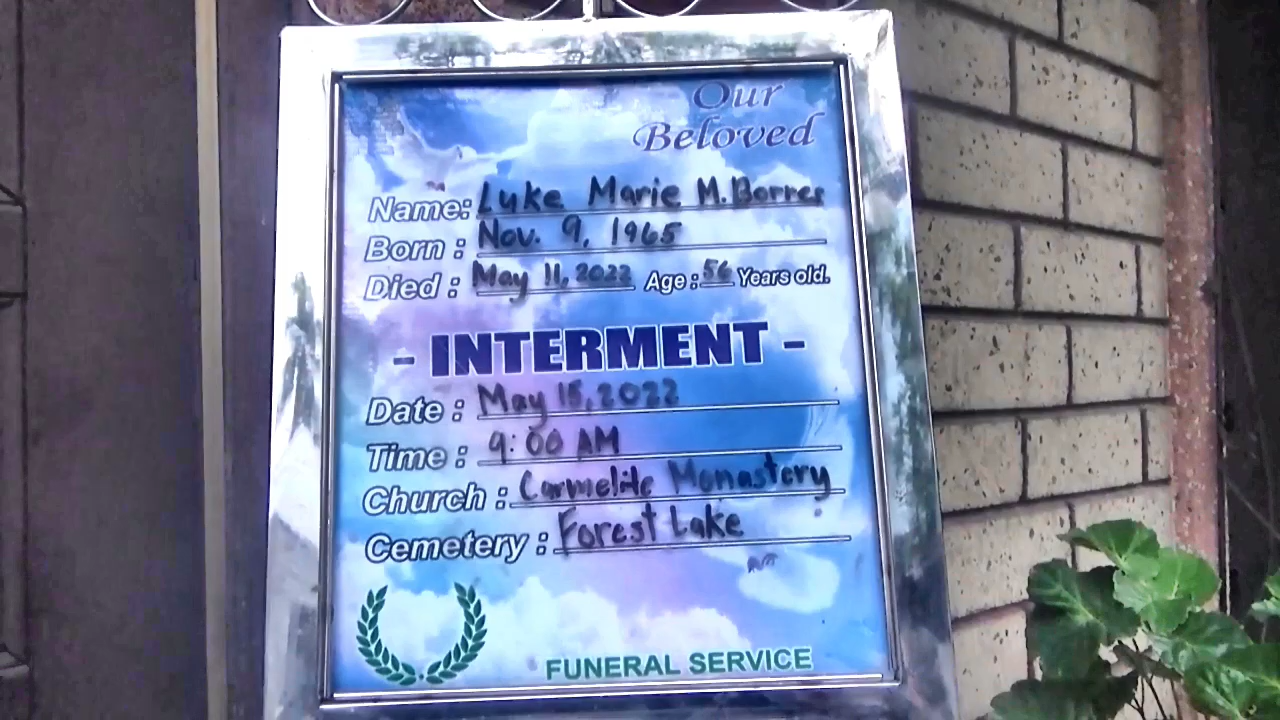 Our
Beloved
Name: Luke Marie M. Borres
Born : Nov. 9, 1965
Died : May 11, 2022 Age : 56 Years old.
- INTERMENT -
Date : May 15, 2022
Time : 9:00 AM
Church : Carmelite Monastery
Cemetery : Forest Lake
FUNERAL SERVICE